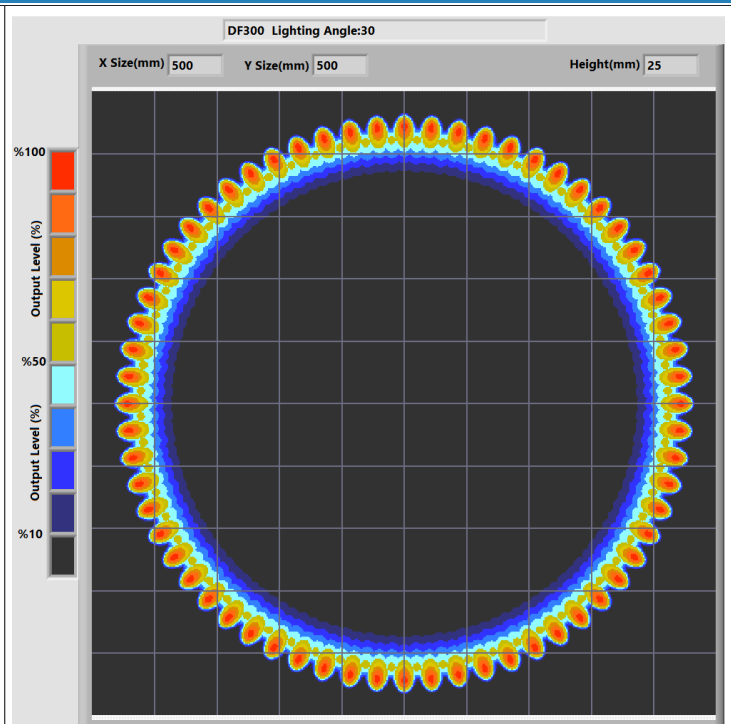 DF300 Lighting Angle:30
X Size(mm) 500 Y Size(mm) 500 Height(mm) 25
%100
Output Level (%)
%50
Output Level (%)
%10